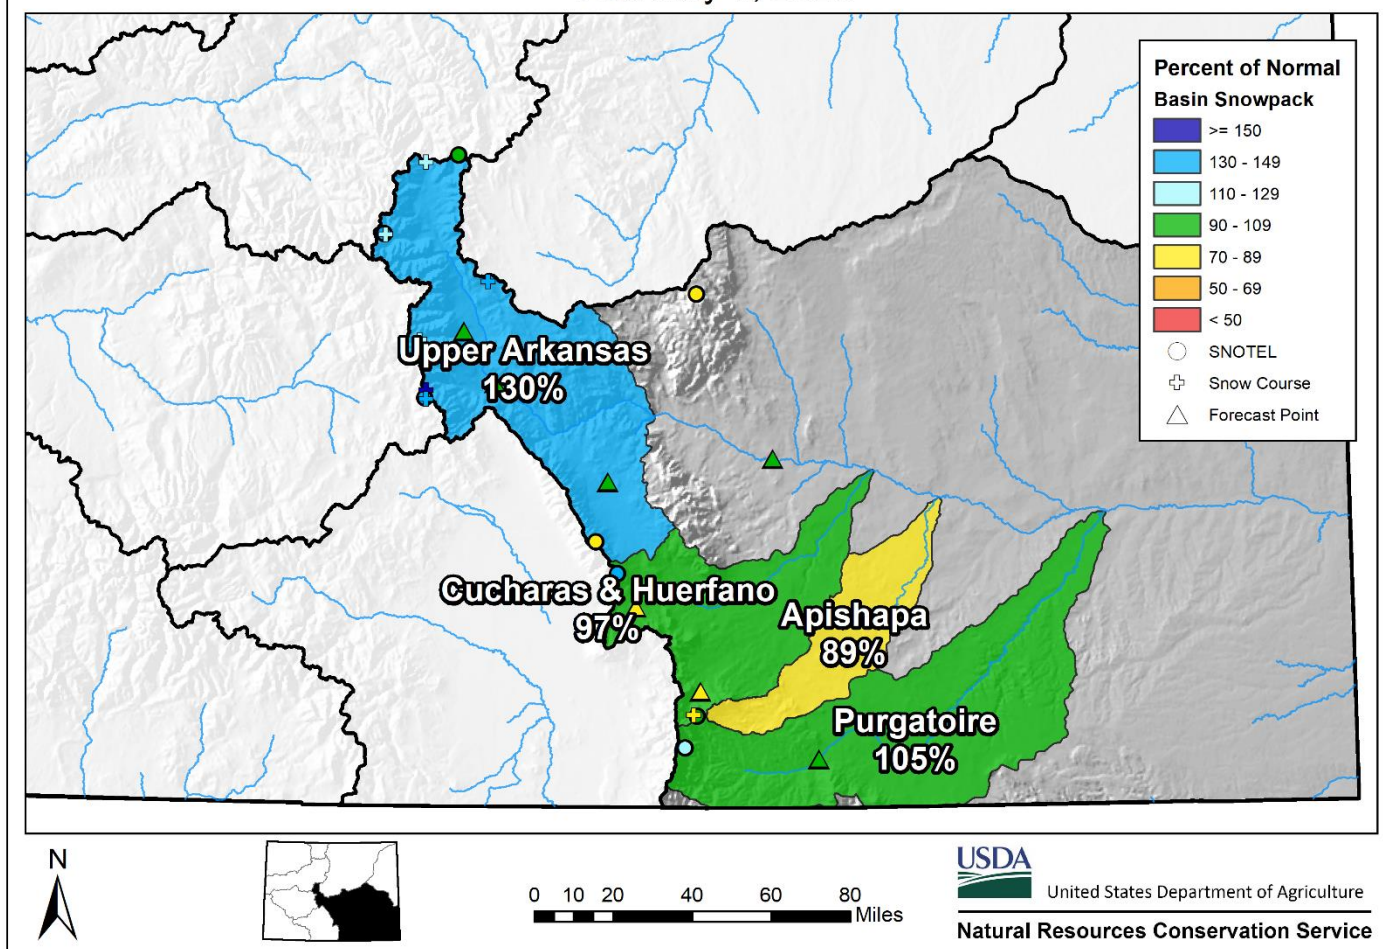 Percent of Normal
Basin Snowpack
>= 150
130 - 149
110 - 129
90 - 109
70 - 89
50 - 69
< 50
SNOTEL
Snow Course
Forecast Point
Upper Arkansas
130%
Cucharas & Huerfano
97%
Apishapa
89%
Purgatoire
105%
N
0 10 20 40 60 80
Miles
USDA
United States Department of Agriculture
Natural Resources Conservation Service